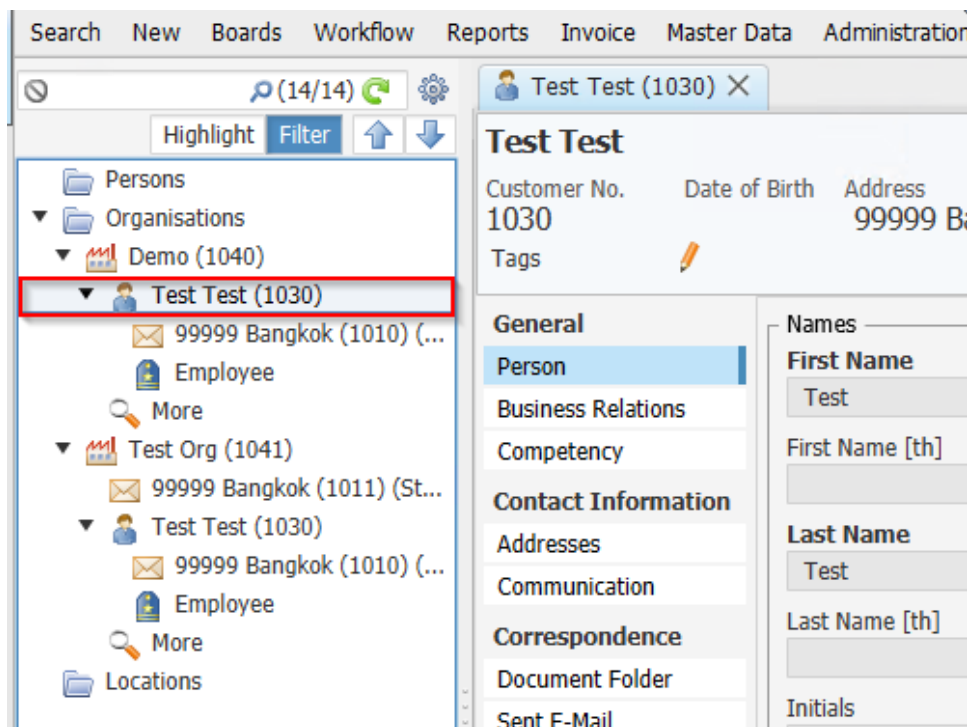 Search New Boards Workflow Reports Invoice Master Data Administration
(14/14)
Highlight Filter
Persons
Organisations
Demo (1040)
Test Test (1030)
99999 Bangkok (1010) (...
Employee
More
Test Org (1041)
99999 Bangkok (1011) (St...
Test Test (1030)
99999 Bangkok (1010) (...
Employee
More
Locations
Test Test (1030)
Test Test
Customer No. Date of Birth Address
1030 99999 Ba
Tags
General
Person
Business Relations
Competency
Contact Information
Addresses
Communication
Correspondence
Document Folder
Sent E-Mail
Names
First Name
Test
First Name [th]
Last Name
Test
Last Name [th]
Initials